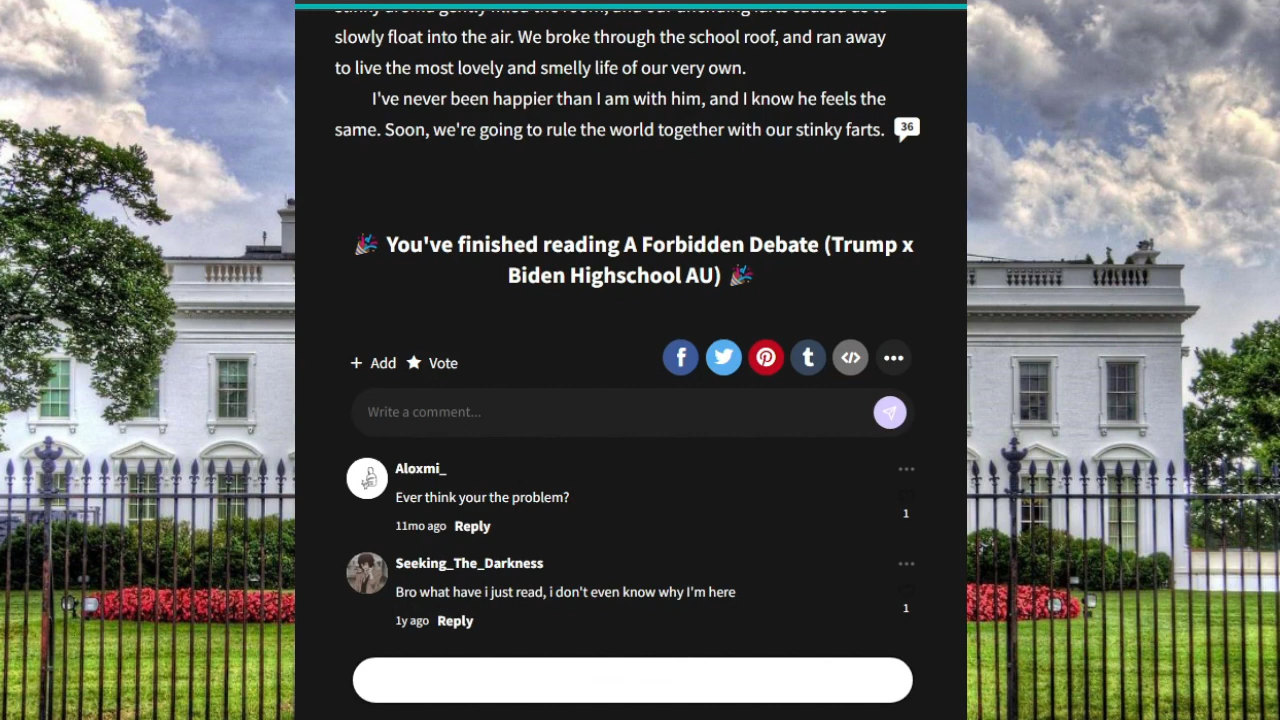 slowly float into the air. We broke through the school roof, and ran away
to live the most lovely and smelly life of our very own.
I've never been happier than I am with him, and I know he feels the
same. Soon, we're going to rule the world together with our stinky farts. 36
🎉 You've finished reading A Forbidden Debate (Trump x
Biden Highschool AU) 🎉
+ Add ★ Vote
Write a comment...
Aloxmi_
Ever think your the problem?
1
11mo ago Reply
Seeking_The_Darkness
Bro what have i just read, i don't even know why I'm here
1
1y ago Reply